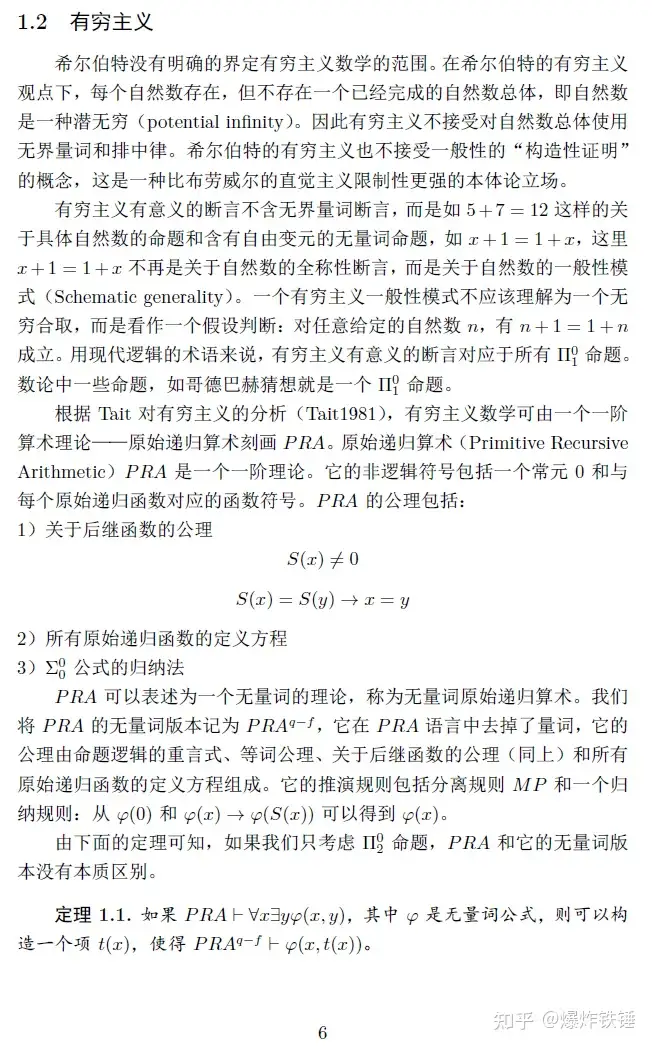 1.2 有穷主义
希尔伯特没有明确的界定有穷主义数学的范围。在希尔伯特的有穷主义
观点下，每个自然数存在，但不存在一个已经完成的自然数总体，即自然数
是一种潜无穷（potential infinity）。因此有穷主义不接受对自然数总体使用
无界量词和排中律。希尔伯特的有穷主义也不接受一般性的“构造性证明”
的概念，这是一种比布劳威尔的直觉主义限制性更强的本体论立场。
有穷主义有意义的断言不含无界量词断言，而是如 5+7=12 这样的关
于具体自然数的命题和含有自由变元的无量词命题，如 x+1=1+x，这里
x+1=1+x 不再是关于自然数的全称性断言，而是关于自然数的一般性模
式（Schematic generality）。一个有穷主义一般性模式不应该理解为一个无
穷合取，而是看作一个假设判断：对任意给定的自然数 n，有 n+1=1+n
成立。用现代逻辑的术语来说，有穷主义有意义的断言对应于所有 Π⁰₁ 命题。
数论中一些命题，如哥德巴赫猜想就是一个 Π⁰₁ 命题。
根据 Tait 对有穷主义的分析（Tait1981），有穷主义数学可由一个一阶
算术理论——原始递归算术刻画 PRA。原始递归算术（Primitive Recursive
Arithmetic）PRA 是一个一阶理论。它的非逻辑符号包括一个常元 0 和与
每个原始递归函数对应的函数符号。PRA 的公理包括：
1）关于后继函数的公理
S(x) ≠ 0
S(x) = S(y) → x = y
2）所有原始递归函数的定义方程
3）Σ⁰₀ 公式的归纳法
PRA 可以表述为一个无量词的理论，称为无量词原始递归算术。我们
将 PRA 的无量词版本记为 PRA^{q−f}，它在 PRA 语言中去掉了量词，它的
公理由命题逻辑的重言式、等词公理、关于后继函数的公理（同上）和所有
原始递归函数的定义方程组成。它的推演规则包括分离规则 MP 和一个归
纳规则：从 φ(0) 和 φ(x) → φ(S(x)) 可以得到 φ(x)。
由下面的定理可知，如果我们只考虑 Π⁰₂ 命题，PRA 和它的无量词版
本没有本质区别。
定理 1.1. 如果 PRA ⊢ ∀x∃yφ(x, y)，其中 φ 是无量词公式，则可以构
造一个项 t(x)，使得 PRA^{q−f} ⊢ φ(x, t(x))。
6
知乎 @爆炸铁锤